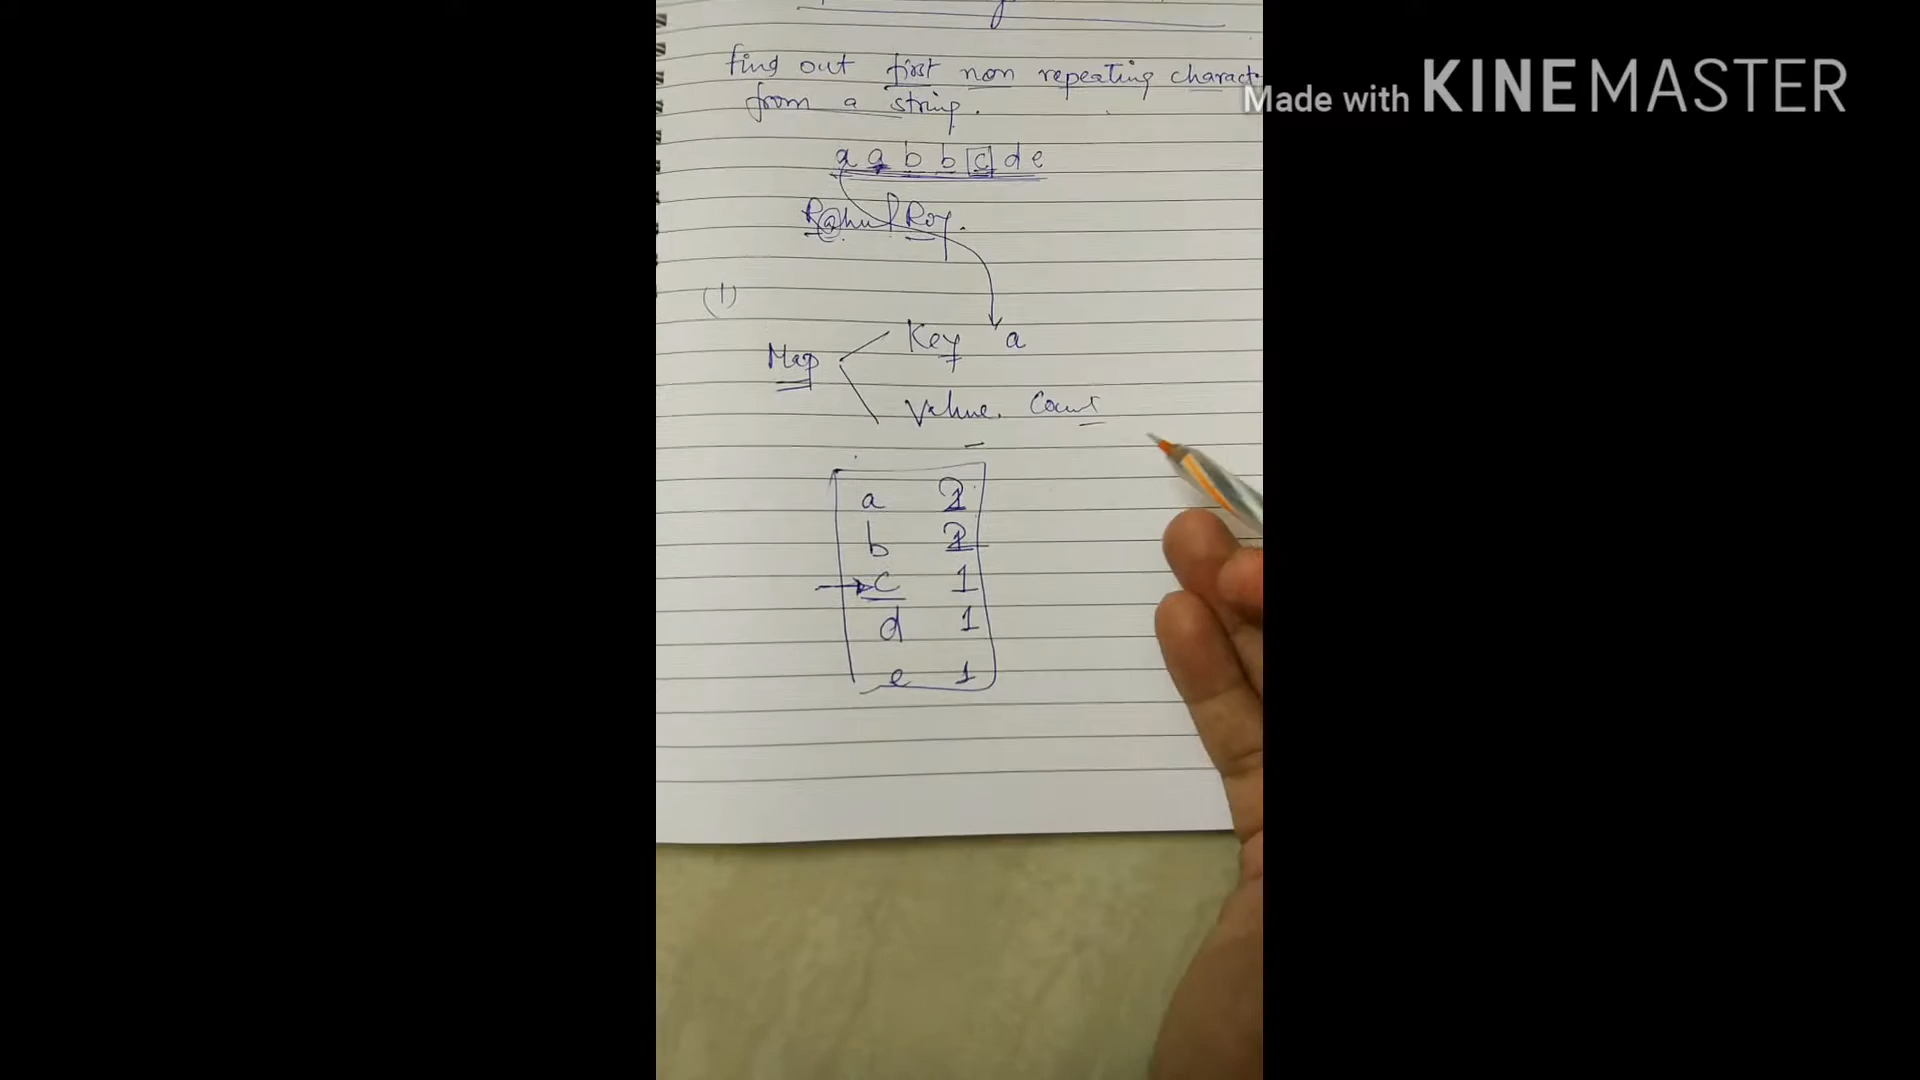 find out first non repeating charact
from a string.
a a b b c d e
Rahul Roy.
(1)
Key a
Map
Value. Count
a 2
b 2
c 1
d 1
e 1
Made with KINEMASTER